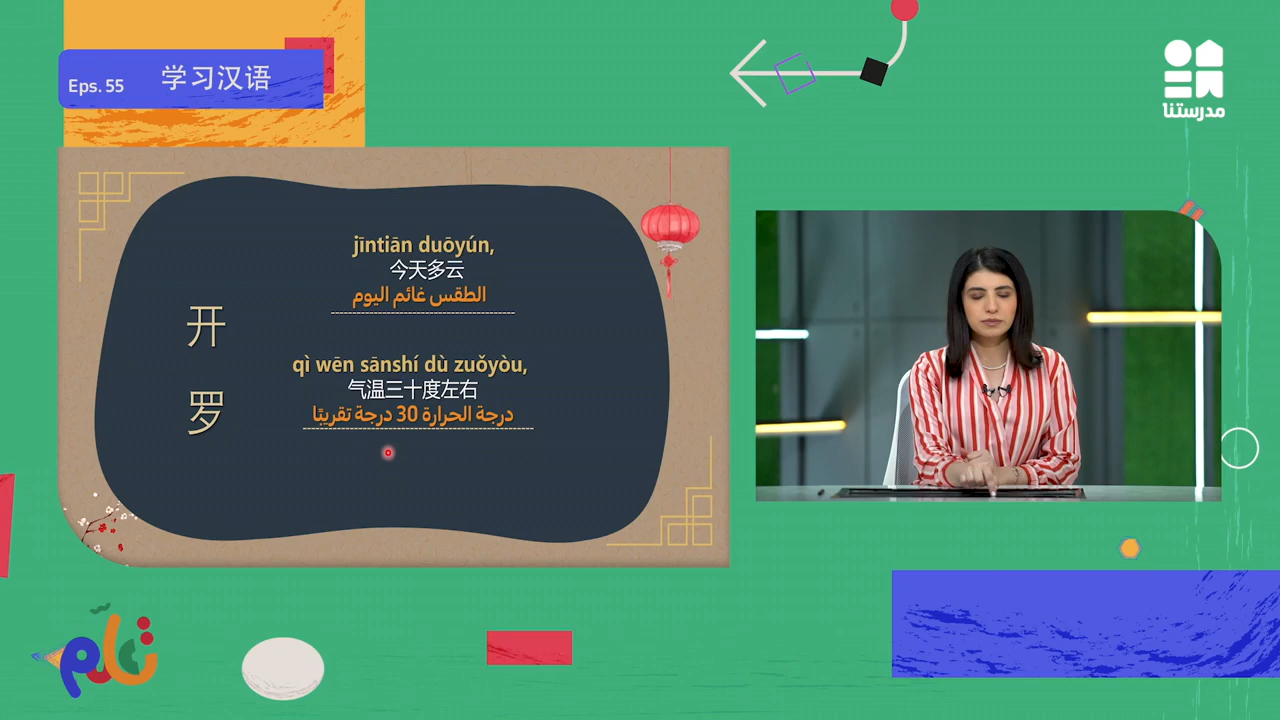 Eps. 55 学习汉语
مدرستنا
jīntiān duōyún,
今天多云
الطقس غائم اليوم
开
罗
qì wēn sānshí dù zuǒyòu,
气温三十度左右
درجة الحرارة 30 درجة تقريبًا